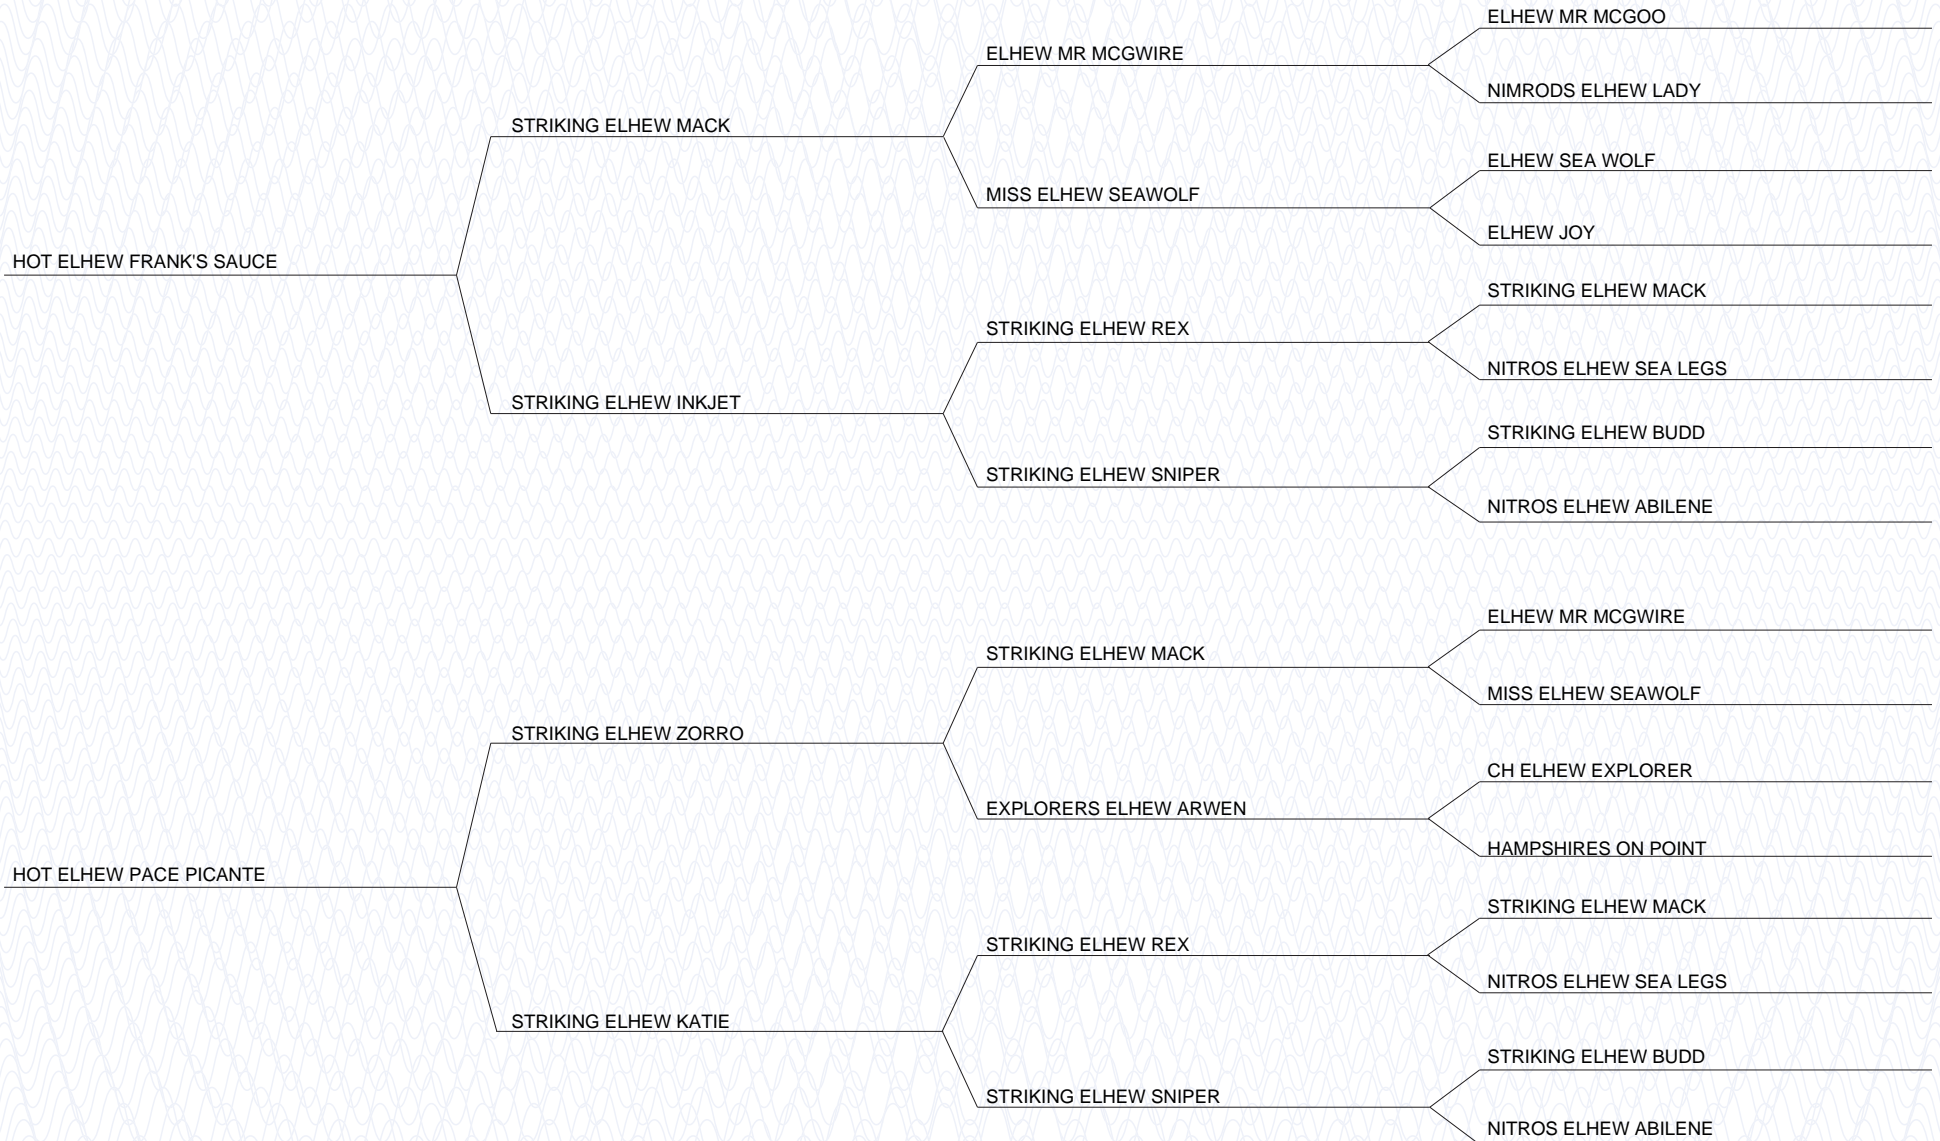 ELHEW MR MCGOO
ELHEW MR MCGWIRE
NIMRODS ELHEW LADY
STRIKING ELHEW MACK
ELHEW SEA WOLF
MISS ELHEW SEAWOLF
ELHEW JOY
HOT ELHEW FRANK'S SAUCE
STRIKING ELHEW MACK
STRIKING ELHEW REX
NITROS ELHEW SEA LEGS
STRIKING ELHEW INKJET
STRIKING ELHEW BUDD
STRIKING ELHEW SNIPER
NITROS ELHEW ABILENE
ELHEW MR MCGWIRE
STRIKING ELHEW MACK
MISS ELHEW SEAWOLF
STRIKING ELHEW ZORRO
CH ELHEW EXPLORER
EXPLORERS ELHEW ARWEN
HAMPSHIRES ON POINT
HOT ELHEW PACE PICANTE
STRIKING ELHEW MACK
STRIKING ELHEW REX
NITROS ELHEW SEA LEGS
STRIKING ELHEW KATIE
STRIKING ELHEW BUDD
STRIKING ELHEW SNIPER
NITROS ELHEW ABILENE